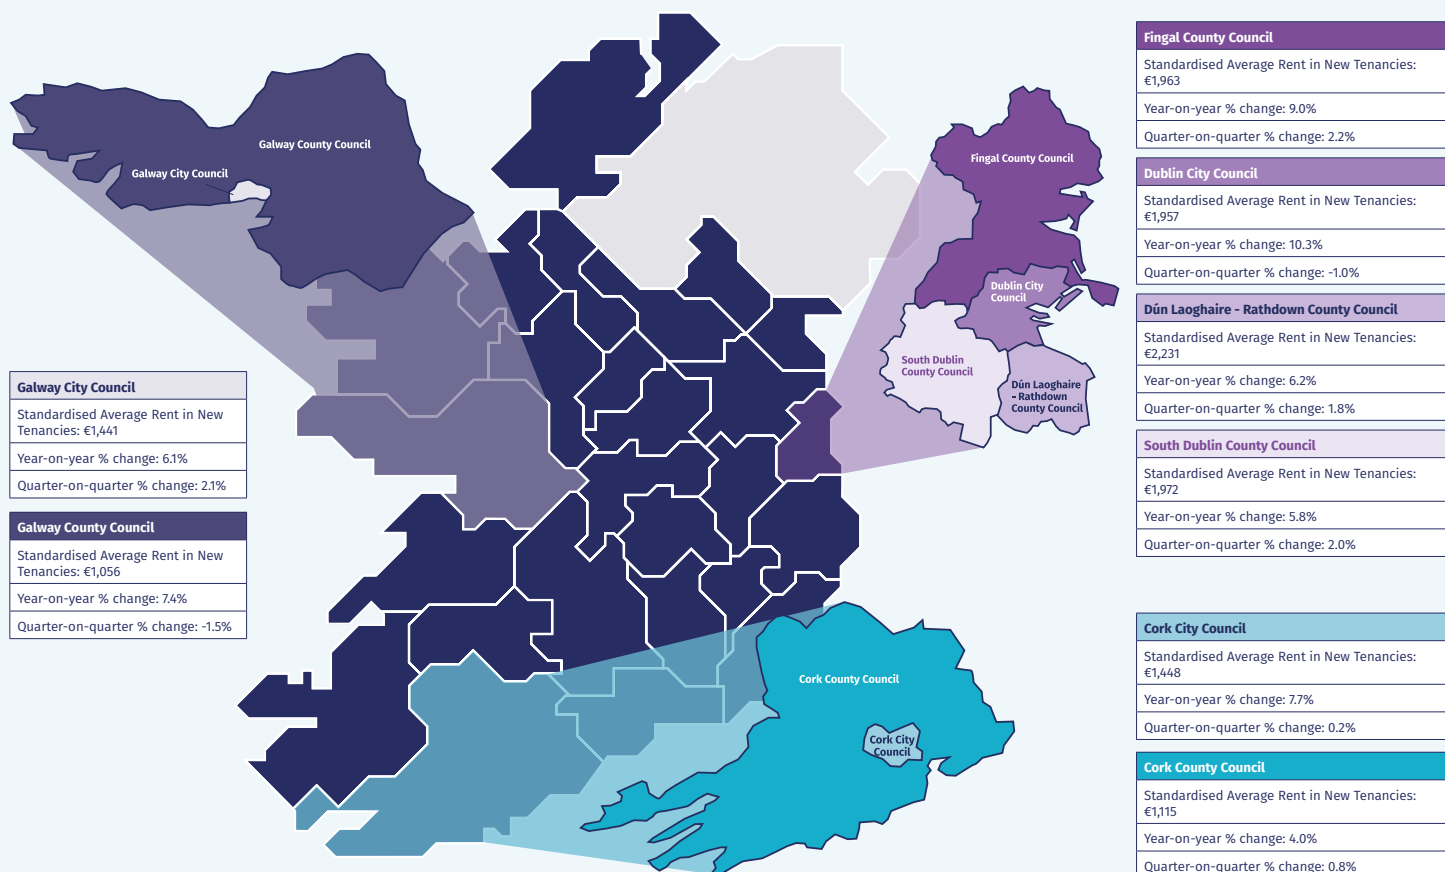 Galway County Council
Galway City Council
Fingal County Council
Dublin City
Council
South Dublin
County Council
Dún Laoghaire
- Rathdown
County Council
Cork County Council
Cork City
Council
Galway City Council
Standardised Average Rent in New
Tenancies: €1,441
Year-on-year % change: 6.1%
Quarter-on-quarter % change: 2.1%
Galway County Council
Standardised Average Rent in New
Tenancies: €1,056
Year-on-year % change: 7.4%
Quarter-on-quarter % change: -1.5%
Fingal County Council
Standardised Average Rent in New Tenancies:
€1,963
Year-on-year % change: 9.0%
Quarter-on-quarter % change: 2.2%
Dublin City Council
Standardised Average Rent in New Tenancies:
€1,957
Year-on-year % change: 10.3%
Quarter-on-quarter % change: -1.0%
Dún Laoghaire - Rathdown County Council
Standardised Average Rent in New Tenancies:
€2,231
Year-on-year % change: 6.2%
Quarter-on-quarter % change: 1.8%
South Dublin County Council
Standardised Average Rent in New Tenancies:
€1,972
Year-on-year % change: 5.8%
Quarter-on-quarter % change: 2.0%
Cork City Council
Standardised Average Rent in New Tenancies:
€1,448
Year-on-year % change: 7.7%
Quarter-on-quarter % change: 0.2%
Cork County Council
Standardised Average Rent in New Tenancies:
€1,115
Year-on-year % change: 4.0%
Quarter-on-quarter % change: 0.8%